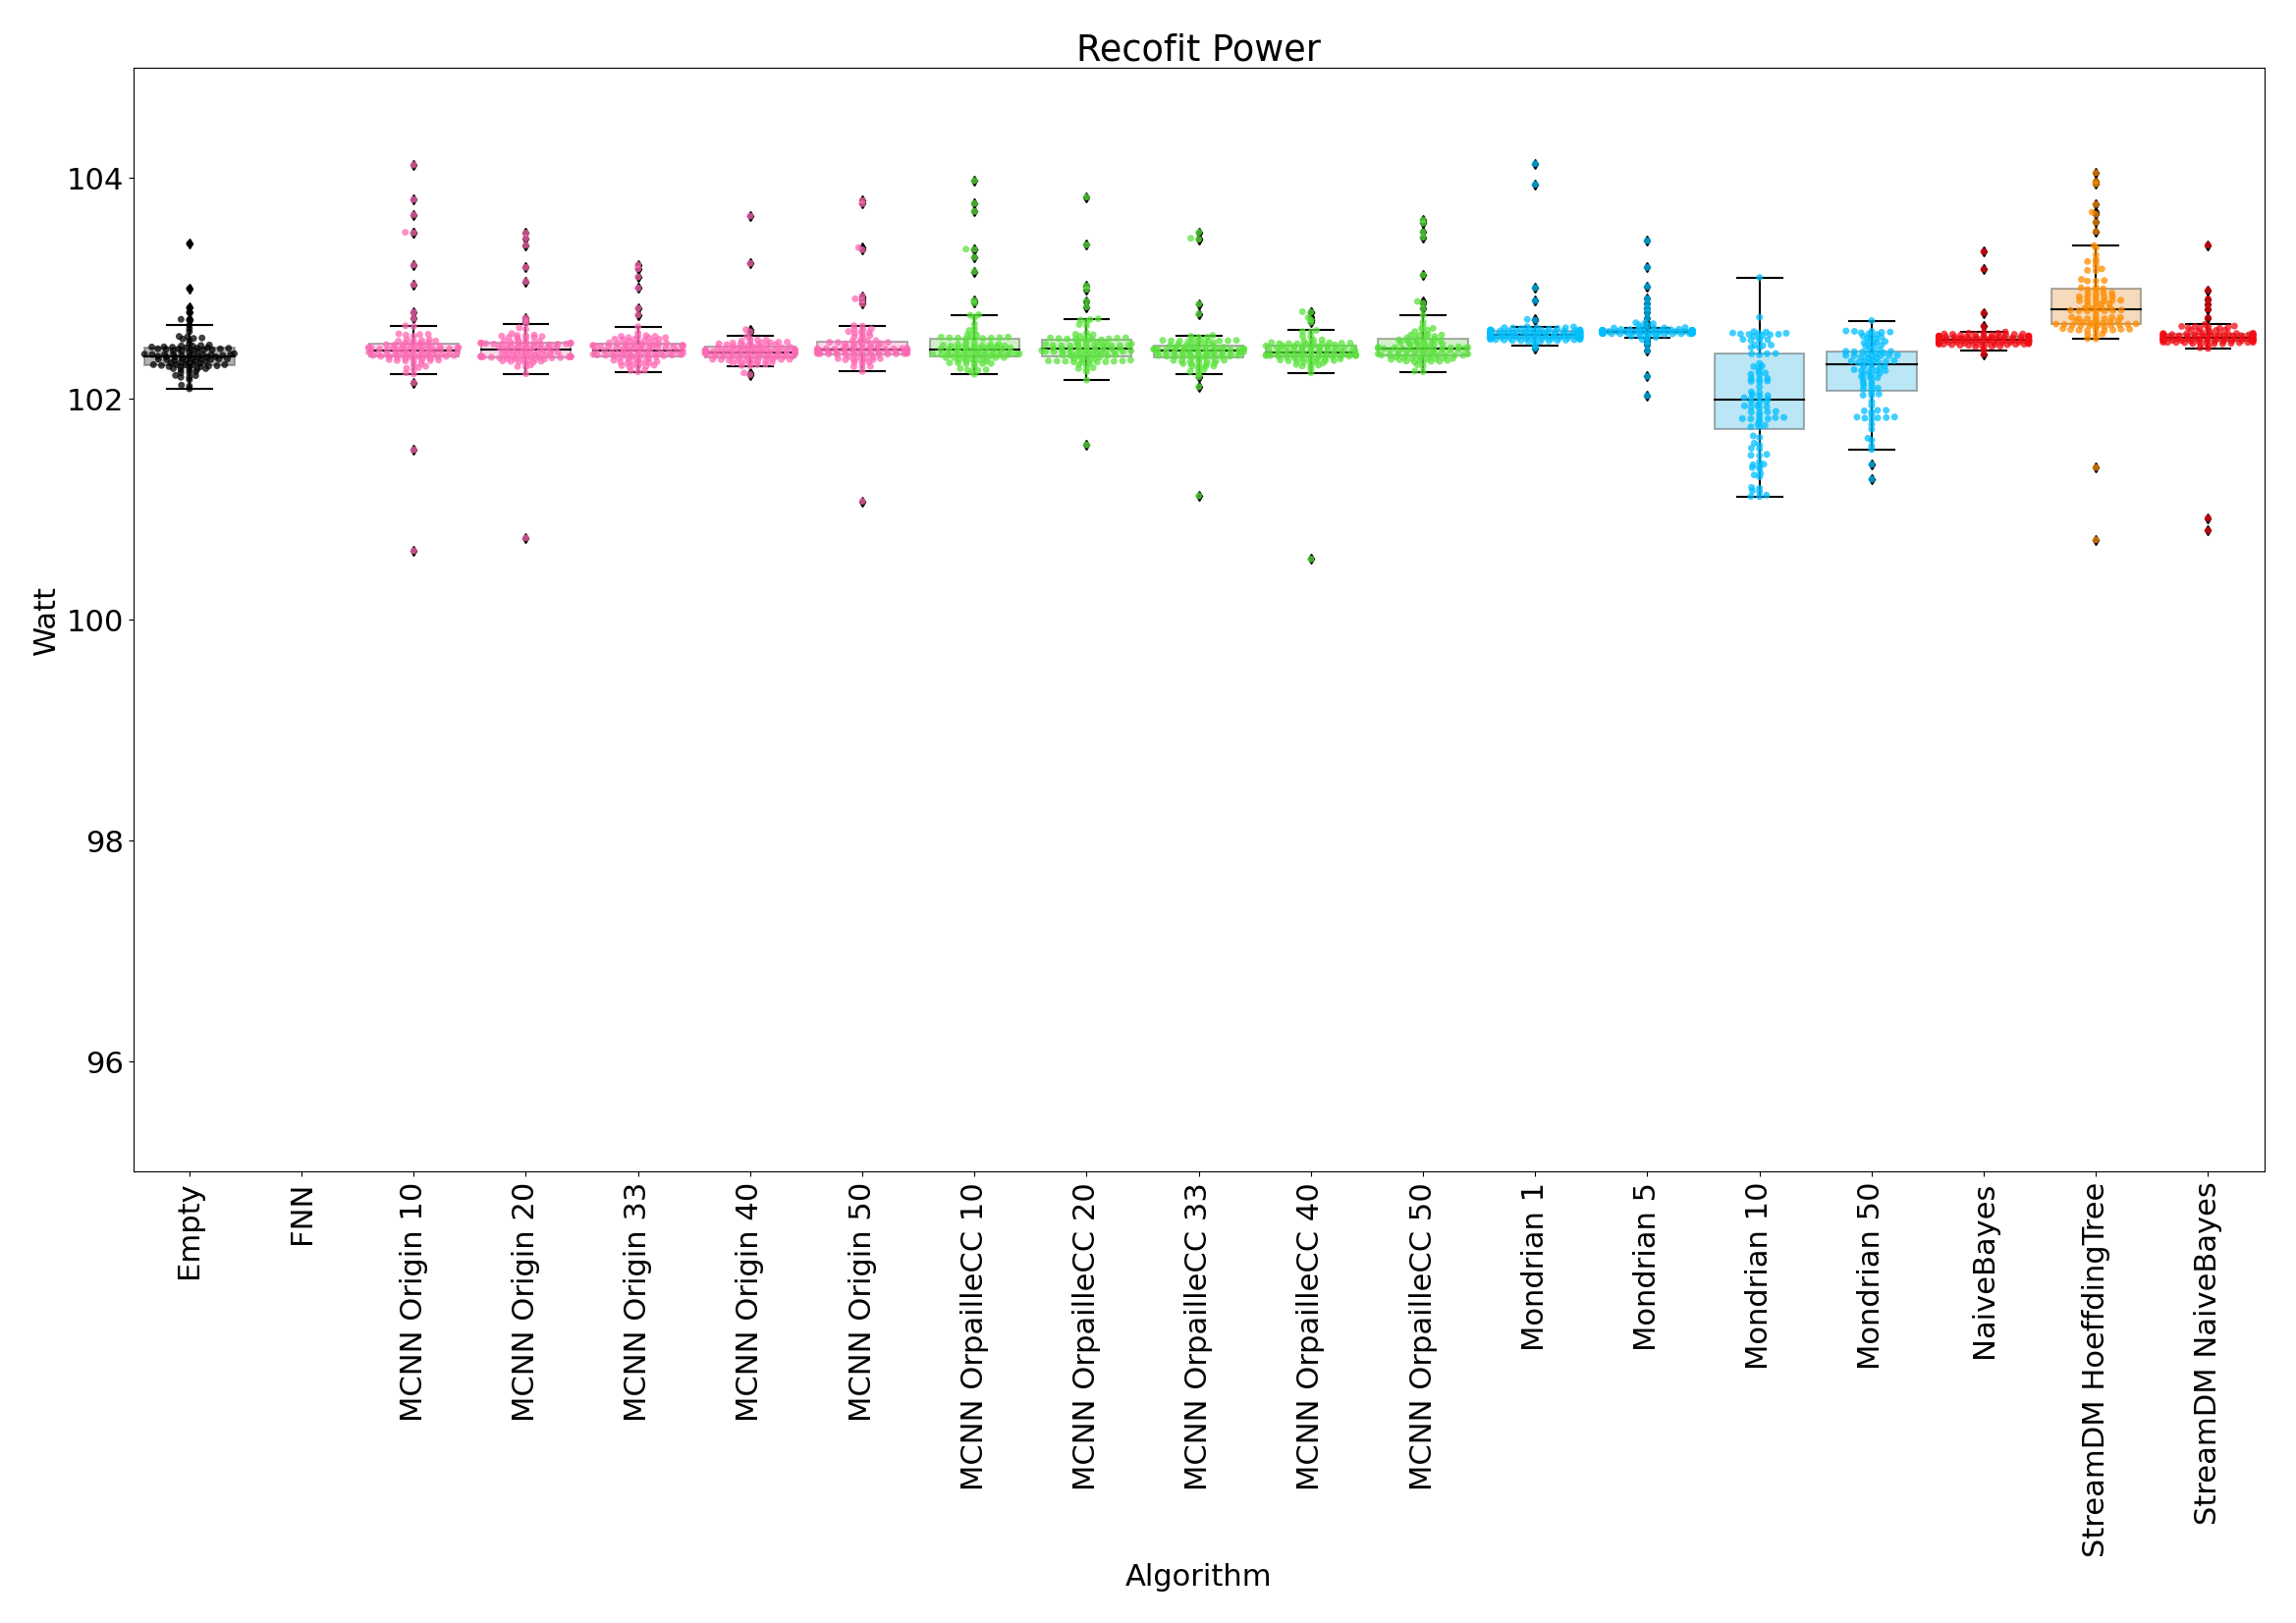 Recofit Power
Watt
104
102
100
98
96
Empty
FNN
MCNN Origin 10
MCNN Origin 20
MCNN Origin 33
MCNN Origin 40
MCNN Origin 50
MCNN OrpailleCC 10
MCNN OrpailleCC 20
MCNN OrpailleCC 33
MCNN OrpailleCC 40
MCNN OrpailleCC 50
Mondrian 1
Mondrian 5
Mondrian 10
Mondrian 50
NaiveBayes
StreamDM HoeffdingTree
StreamDM NaiveBayes
Algorithm